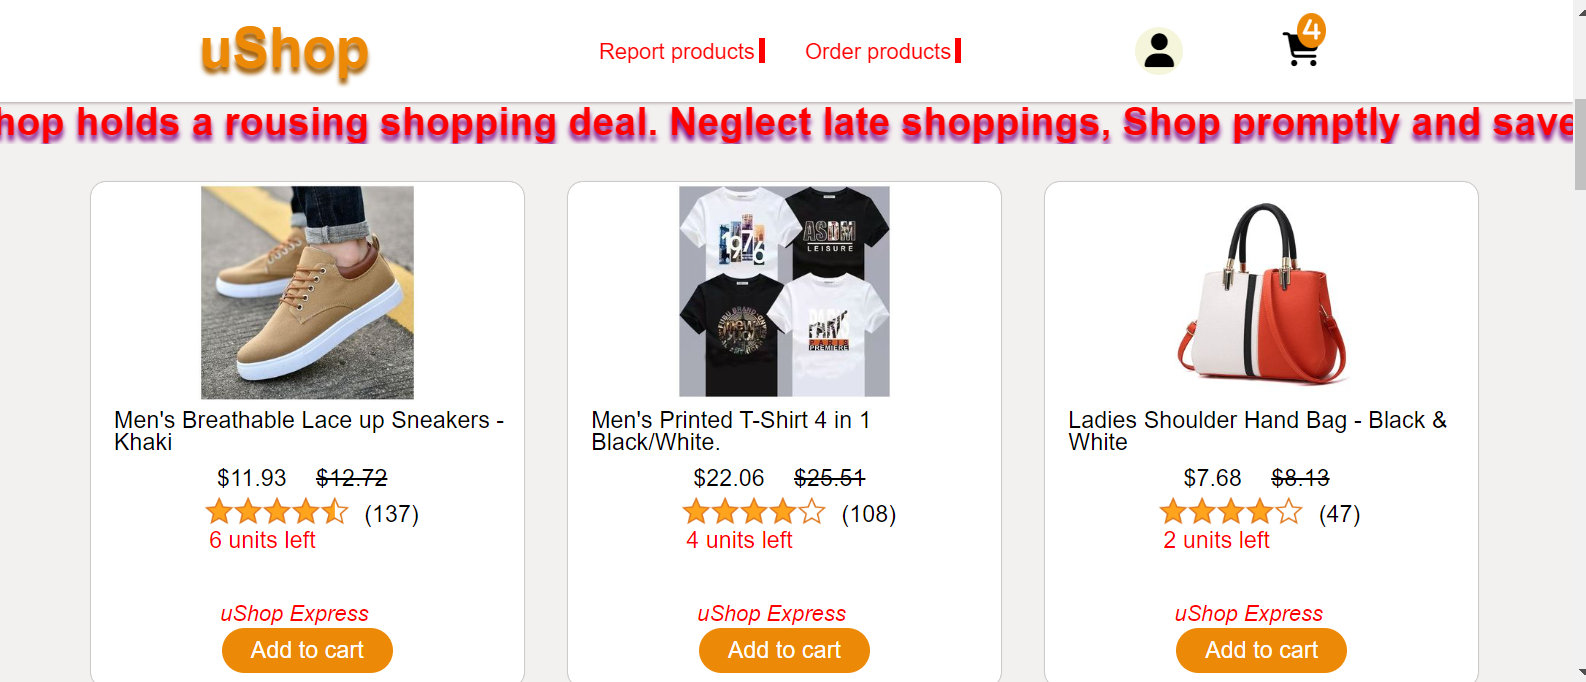 uShop
Report products
Order products
4
hop holds a rousing shopping deal. Neglect late shoppings, Shop promptly and save
1976
ASDM
LEISURE
PARIS
PARIS
PREMIERE
Men's Breathable Lace up Sneakers -
Khaki
$11.93 $12.72
(137)
6 units left
uShop Express
Add to cart
Men's Printed T-Shirt 4 in 1
Black/White.
$22.06 $25.51
(108)
4 units left
uShop Express
Add to cart
Ladies Shoulder Hand Bag - Black &
White
$7.68 $8.13
(47)
2 units left
uShop Express
Add to cart